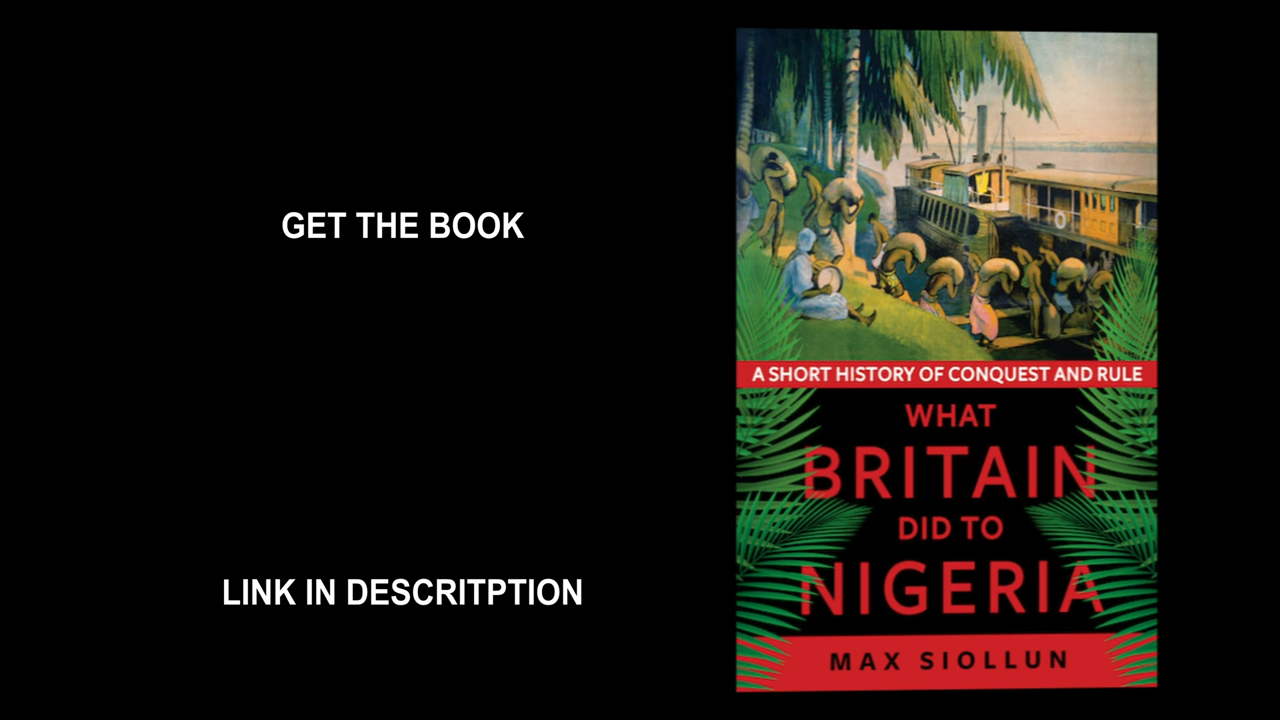 GET THE BOOK
LINK IN DESCRITPTION
A SHORT HISTORY OF CONQUEST AND RULE
WHAT
BRITAIN
DID TO
NIGERIA
MAX SIOLLUN